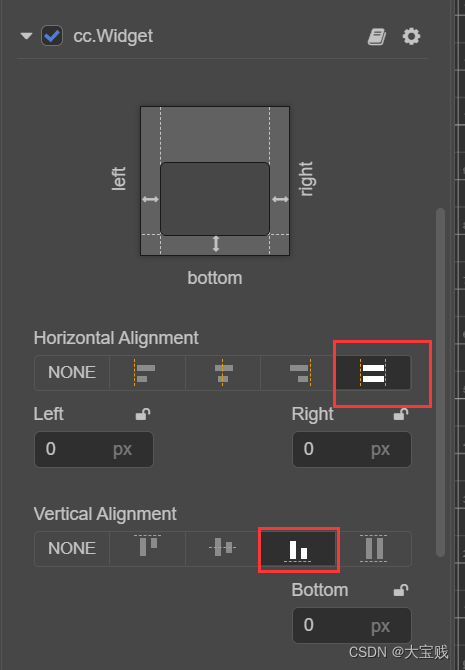 cc.Widget
left
right
bottom
Horizontal Alignment
NONE
Left
Right
0 px
0 px
Vertical Alignment
NONE
Bottom
0 px
CSDN @大宝贱